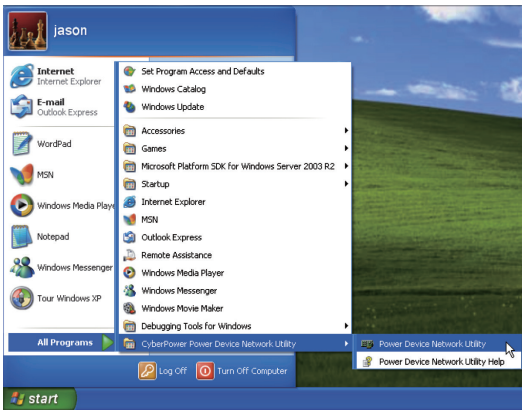 jason
Internet
Internet Explorer
E-mail
Outlook Express
WordPad
MSN
Windows Media Playe
Notepad
Windows Messenger
Tour Windows XP
All Programs
Set Program Access and Defaults
Windows Catalog
Windows Update
Accessories
Games
Microsoft Platform SDK for Windows Server 2003 R2
Startup
Internet Explorer
MSN
Outlook Express
Remote Assistance
Windows Media Player
Windows Messenger
Windows Movie Maker
Debugging Tools for Windows
CyberPower Power Device Network Utility
Power Device Network Utility
Power Device Network Utility Help
Log Off
Turn Off Computer
start